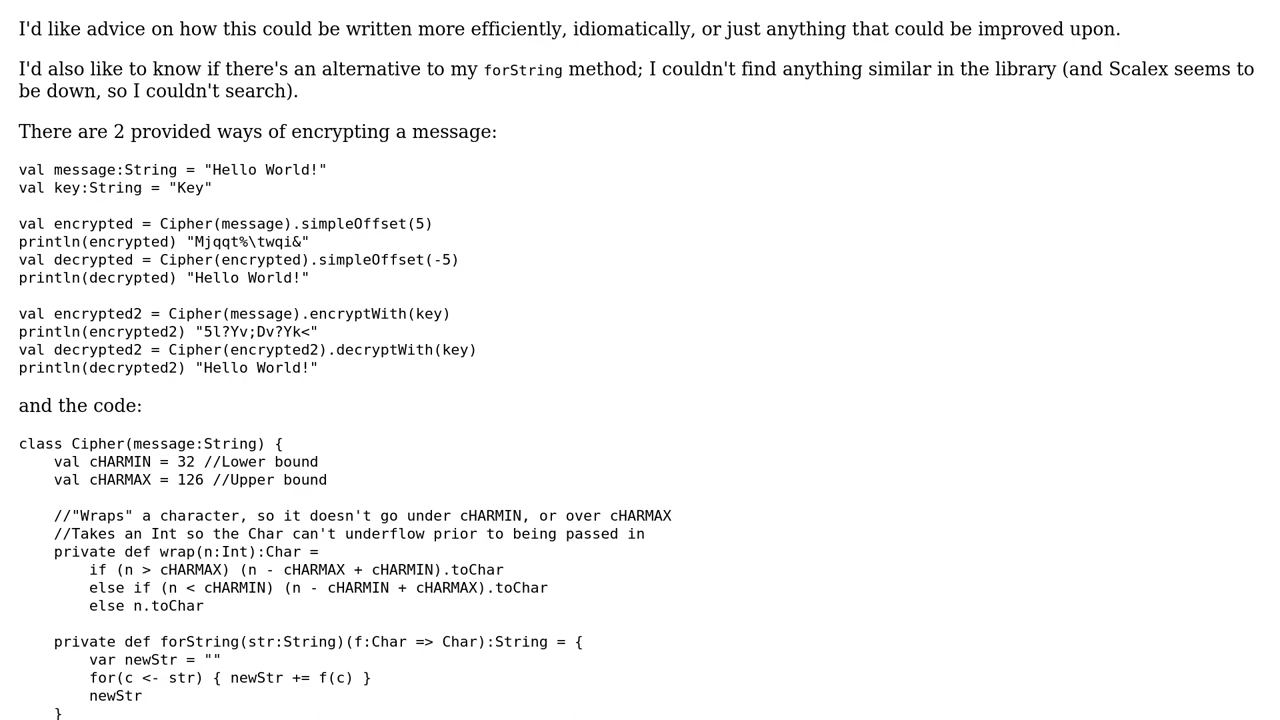 I'd like advice on how this could be written more efficiently, idiomatically, or just anything that could be improved upon.
I'd also like to know if there's an alternative to my forString method; I couldn't find anything similar in the library (and Scalex seems to
be down, so I couldn't search).
There are 2 provided ways of encrypting a message:
val message:String = "Hello World!"
val key:String = "Key"
val encrypted = Cipher(message).simpleOffset(5)
println(encrypted) "Mjqqt%\twqi&"
val decrypted = Cipher(encrypted).simpleOffset(-5)
println(decrypted) "Hello World!"
val encrypted2 = Cipher(message).encryptWith(key)
println(encrypted2) "5l?Yv;Dv?Yk<"
val decrypted2 = Cipher(encrypted2).decryptWith(key)
println(decrypted2) "Hello World!"
and the code:
class Cipher(message:String) {
    val cHARMIN = 32 //Lower bound
    val cHARMAX = 126 //Upper bound
    //"Wraps" a character, so it doesn't go under cHARMIN, or over cHARMAX
    //Takes an Int so the Char can't underflow prior to being passed in
    private def wrap(n:Int):Char =
        if (n > cHARMAX) (n - cHARMAX + cHARMIN).toChar
        else if (n < cHARMIN) (n - cHARMIN + cHARMAX).toChar
        else n.toChar
    private def forString(str:String)(f:Char => Char):String = {
        var newStr = ""
        for(c <- str) { newStr += f(c) }
        newStr
    }